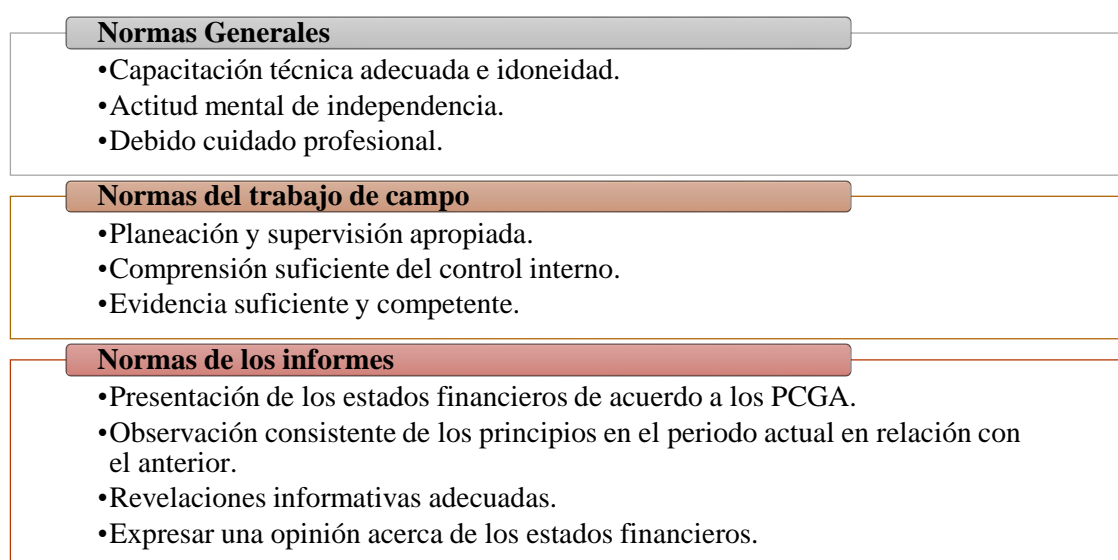 Normas Generales
•Capacitación técnica adecuada e idoneidad.
•Actitud mental de independencia.
•Debido cuidado profesional.
Normas del trabajo de campo
•Planeación y supervisión apropiada.
•Comprensión suficiente del control interno.
•Evidencia suficiente y competente.
Normas de los informes
•Presentación de los estados financieros de acuerdo a los PCGA.
•Observación consistente de los principios en el periodo actual en relación con
el anterior.
•Revelaciones informativas adecuadas.
•Expresar una opinión acerca de los estados financieros.